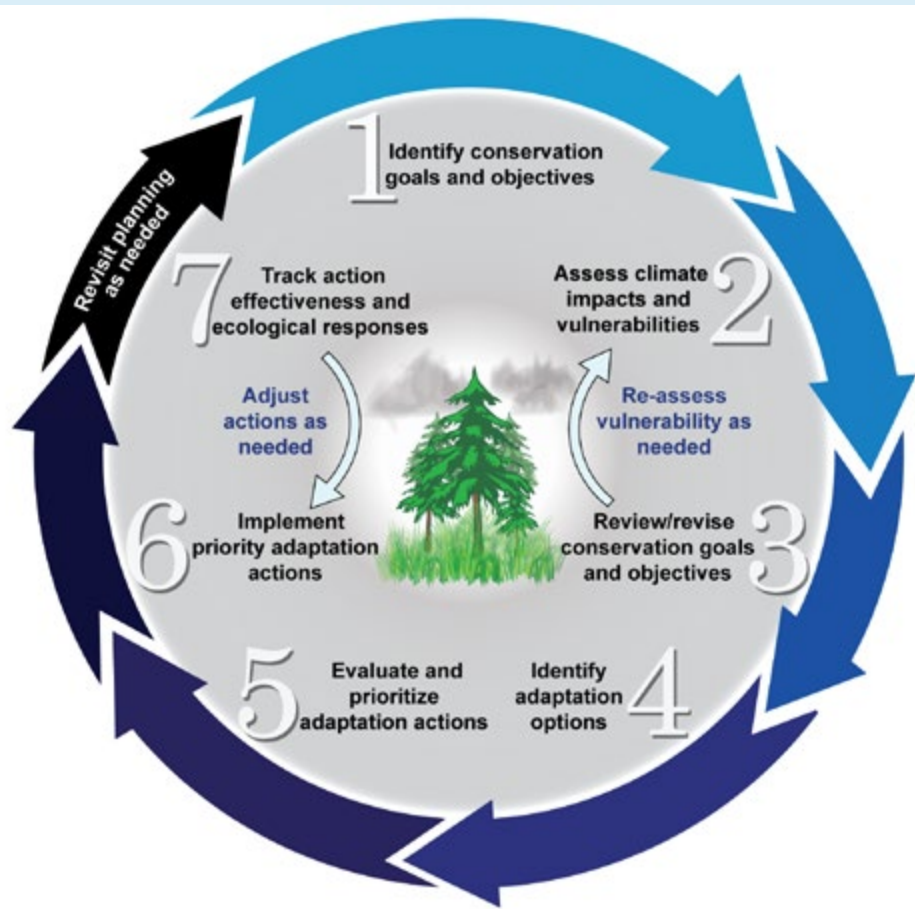 1
Identify conservation
goals and objectives
2
Assess climate
impacts and
vulnerabilities
Re-assess
vulnerability as
needed
3
Review/revise
conservation goals
and objectives
4
Identify
adaptation
options
5
Evaluate and
prioritize
adaptation actions
6
Implement
priority adaptation
actions
7
Track action
effectiveness and
ecological responses
Adjust
actions as
needed
Revisit planning
as needed